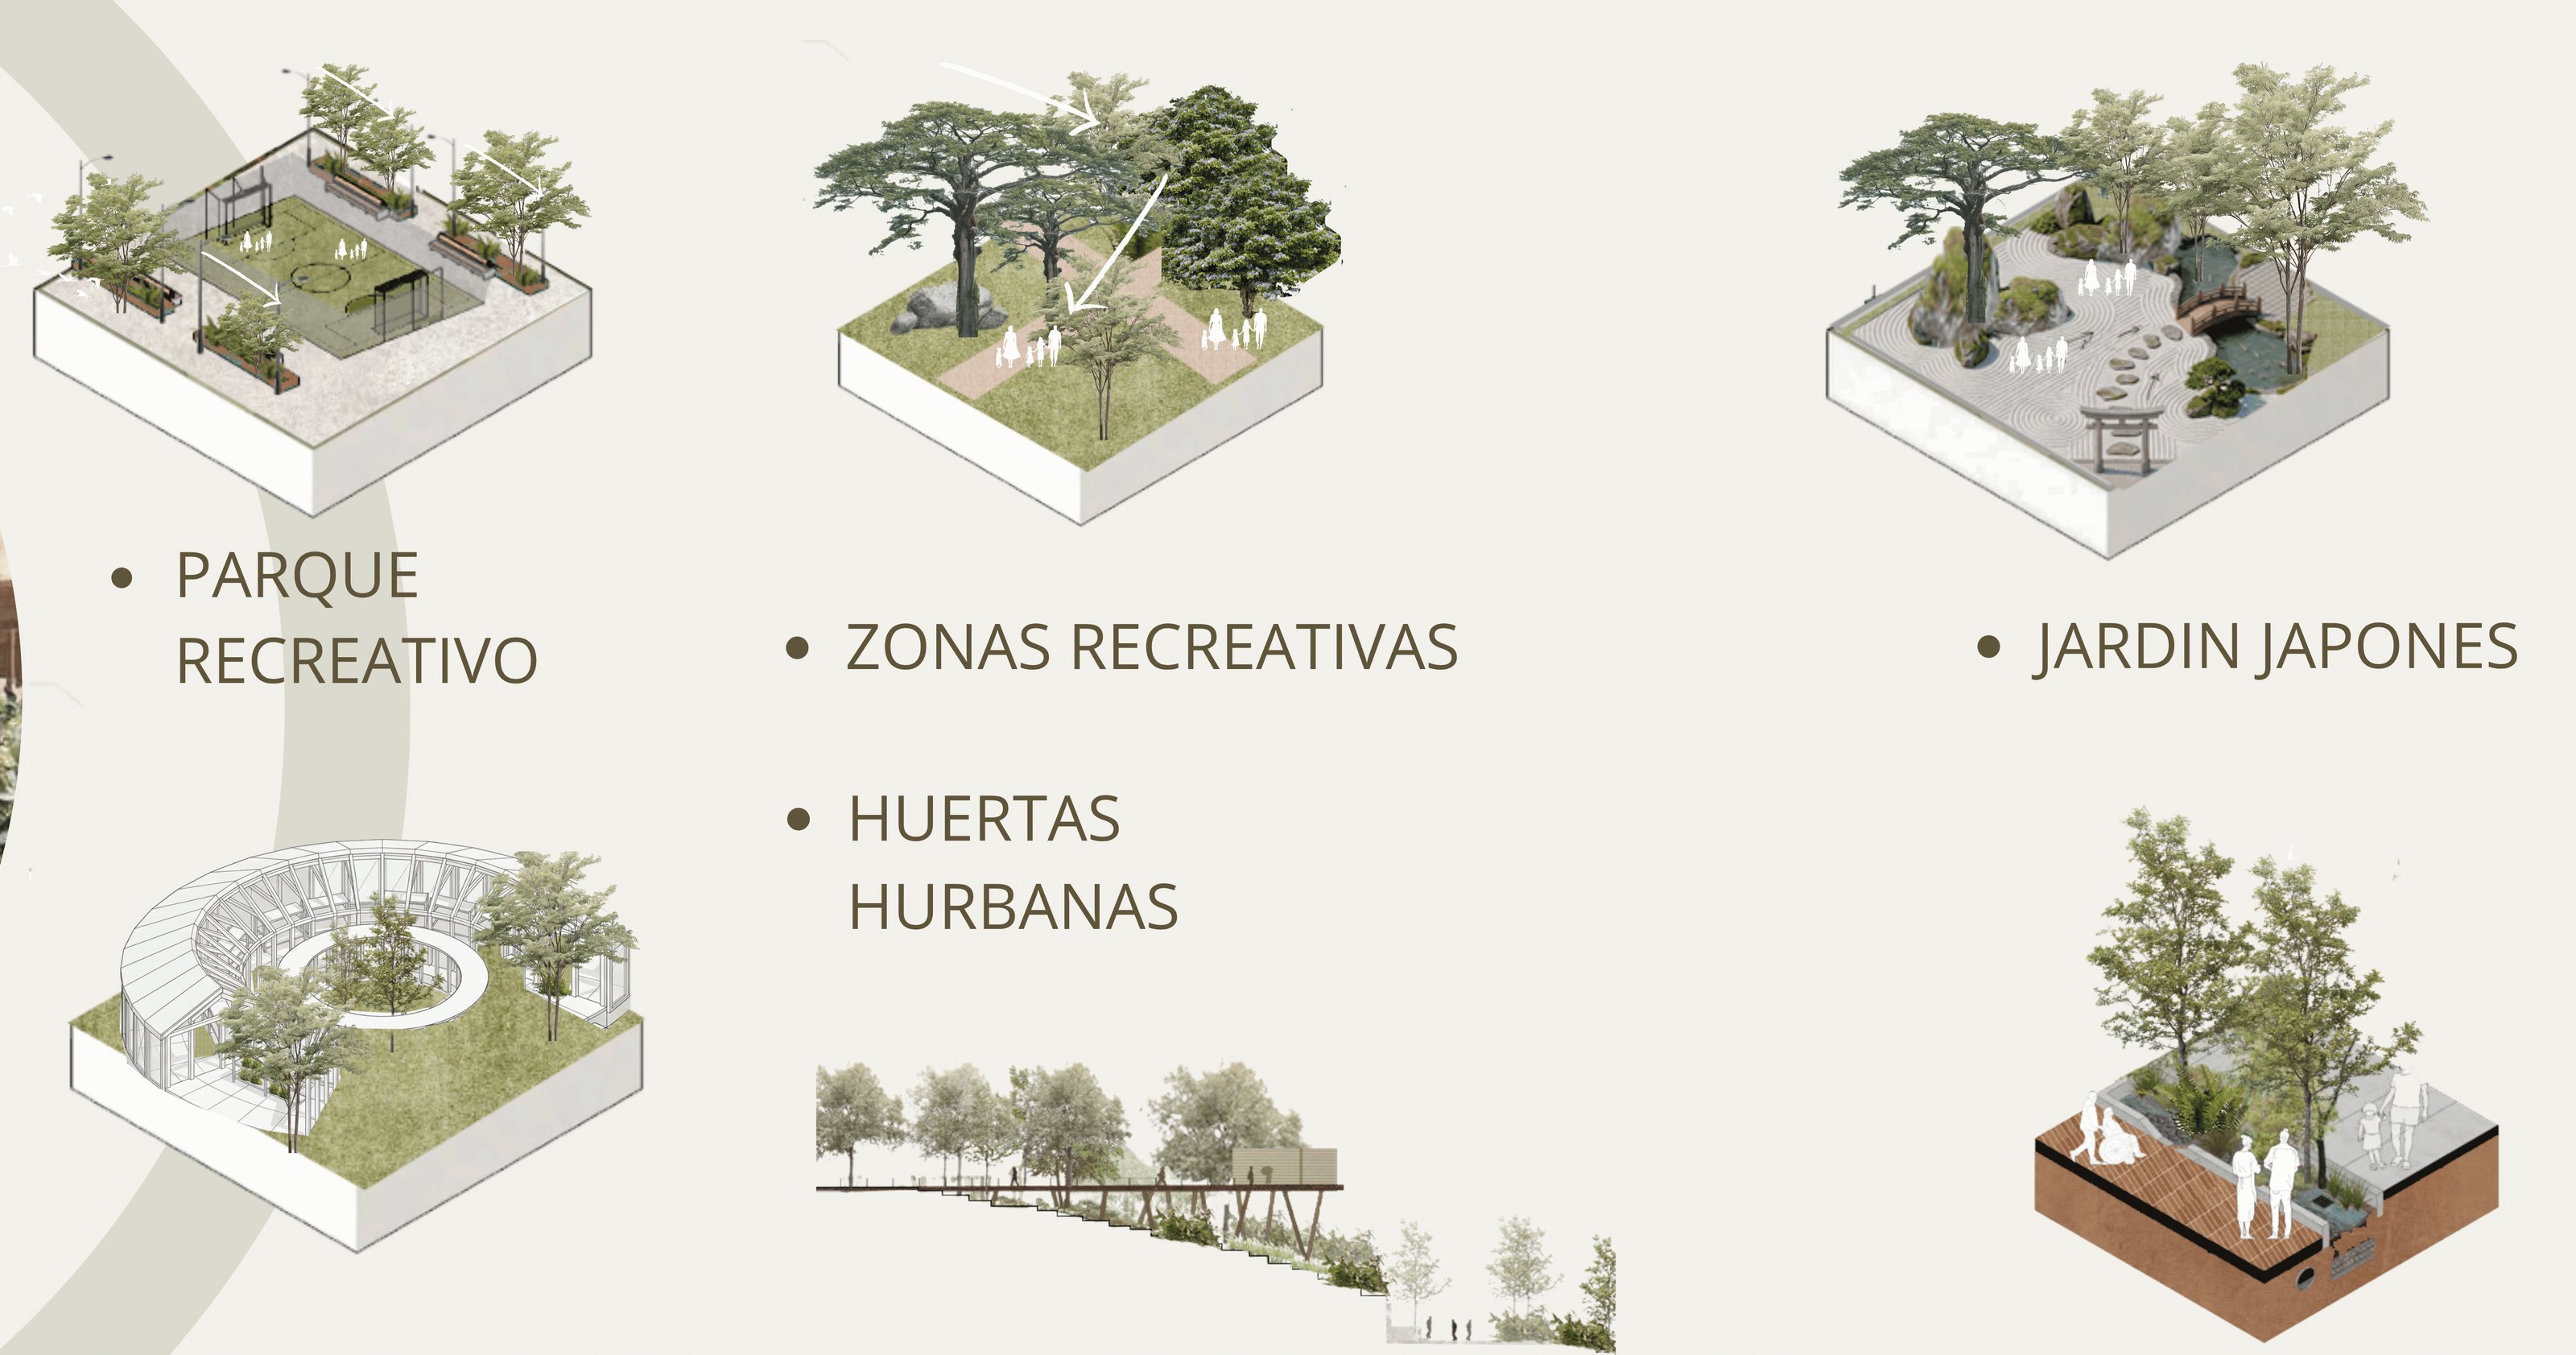 • PARQUE
RECREATIVO
• ZONAS RECREATIVAS
• JARDIN JAPONES
• HUERTAS
HURBANAS